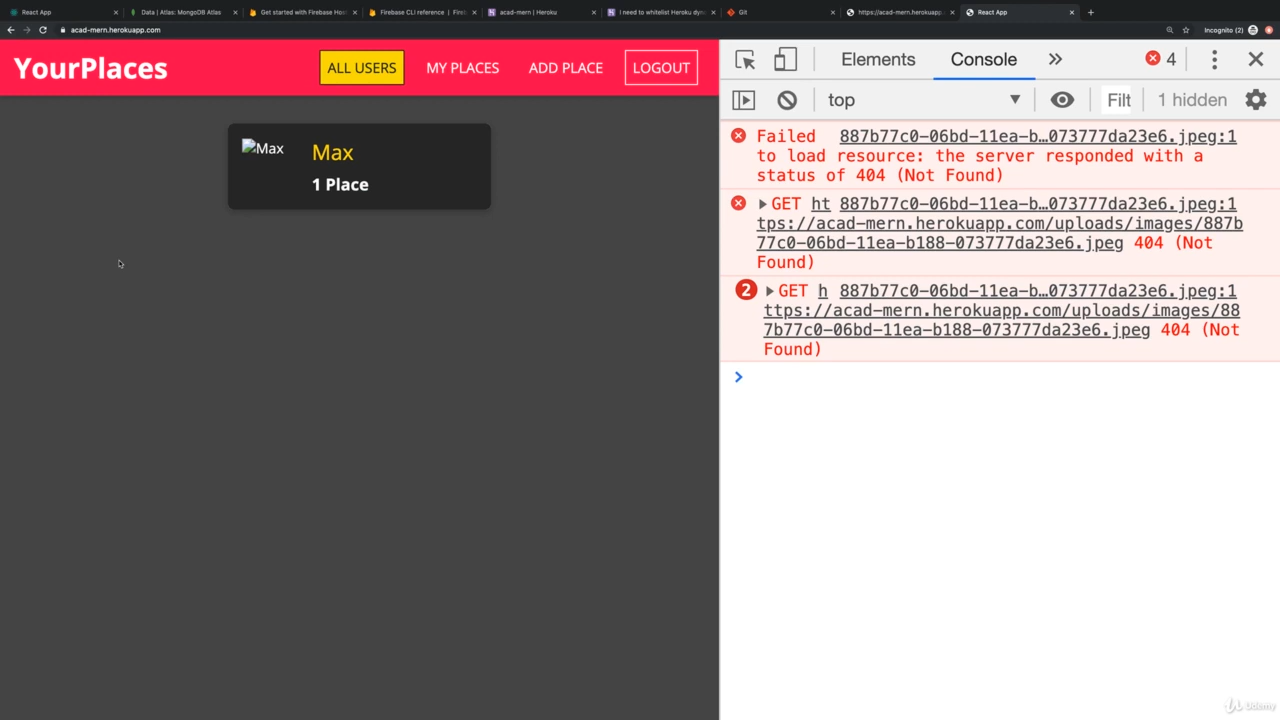 React App
Data | Atlas: MongoDB Atlas
Get started with Firebase Hos
Firebase CLI reference | Fireb
acad-mern | Heroku
I need to whitelist Heroku dyn
Git
https://acad-mern.herokuapp
React App
acad-mern.herokuapp.com
Incognito (2)
YourPlaces
ALL USERS
MY PLACES
ADD PLACE
LOGOUT
Max
Max
1 Place
Elements
Console
4
top
Filt
1 hidden
Failed 887b77c0-06bd-11ea-b…073777da23e6.jpeg:1
to load resource: the server responded with a
status of 404 (Not Found)
GET ht 887b77c0-06bd-11ea-b…073777da23e6.jpeg:1
tps://acad-mern.herokuapp.com/uploads/images/887b
77c0-06bd-11ea-b188-073777da23e6.jpeg 404 (Not
Found)
2 GET h 887b77c0-06bd-11ea-b…073777da23e6.jpeg:1
ttps://acad-mern.herokuapp.com/uploads/images/88
7b77c0-06bd-11ea-b188-073777da23e6.jpeg 404 (Not
Found)
Udemy